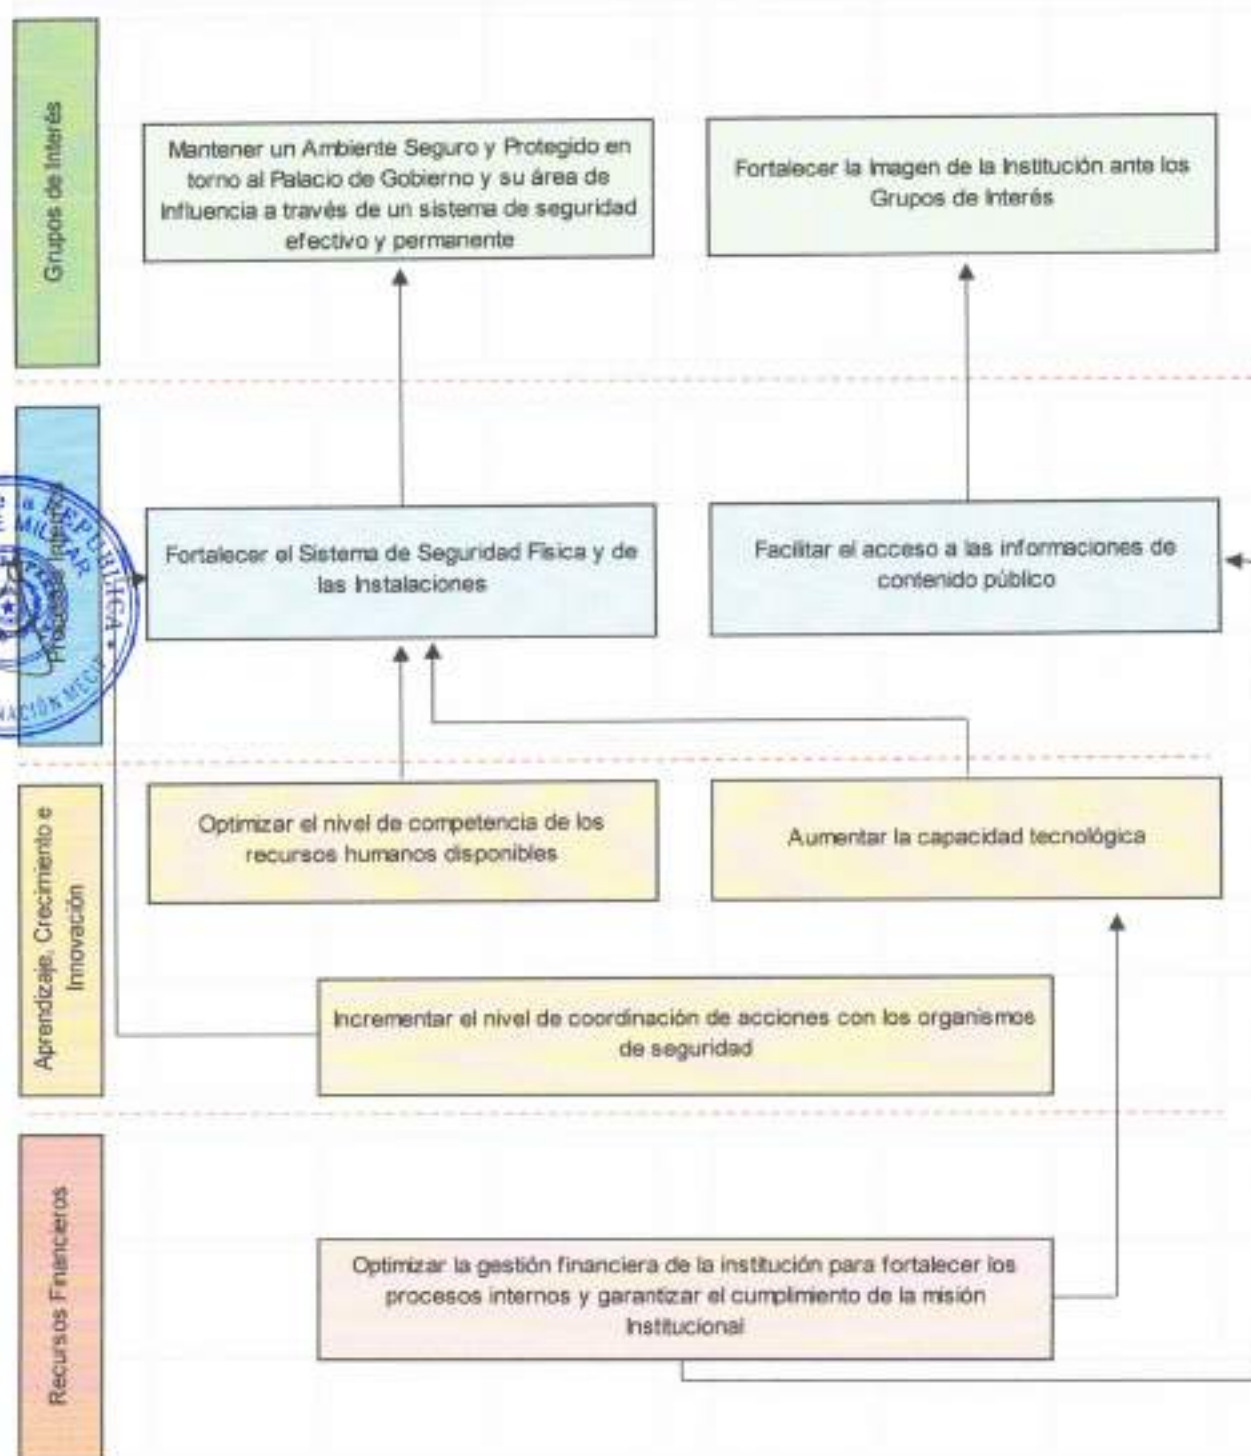 Grupos de Interés
Mantener un Ambiente Seguro y Protegido en
torno al Palacio de Gobierno y su área de
Influencia a través de un sistema de seguridad
efectivo y permanente
Fortalecer la Imagen de la Institución ante los
Grupos de Interés
Procesos Internos
REPÚBLICA
MILITAR
Fortalecer el Sistema de Seguridad Física y de
las Instalaciones
Facilitar el acceso a las informaciones de
contenido público
Aprendizaje, Crecimiento e
Innovación
Optimizar el nivel de competencia de los
recursos humanos disponibles
Aumentar la capacidad tecnológica
Incrementar el nivel de coordinación de acciones con los organismos
de seguridad
Recursos Financieros
Optimizar la gestión financiera de la institución para fortalecer los
procesos internos y garantizar el cumplimiento de la misión
Institucional